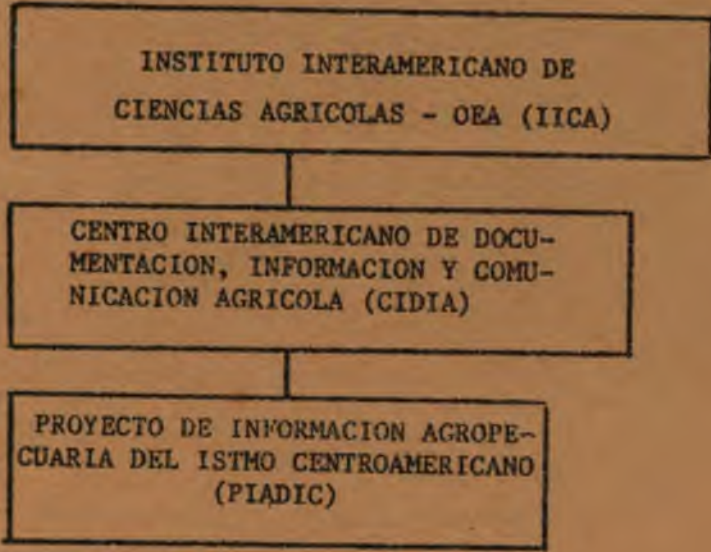 INSTITUTO INTERAMERICANO DE
CIENCIAS AGRICOLAS - OEA (IICA)
CENTRO INTERAMERICANO DE DOCU-
MENTACION, INFORMACION Y COMU-
NICACION AGRICOLA (CIDIA)
PROYECTO DE INFORMACION AGROPE-
CUARIA DEL ISTMO CENTROAMERICANO
(PIADIC)